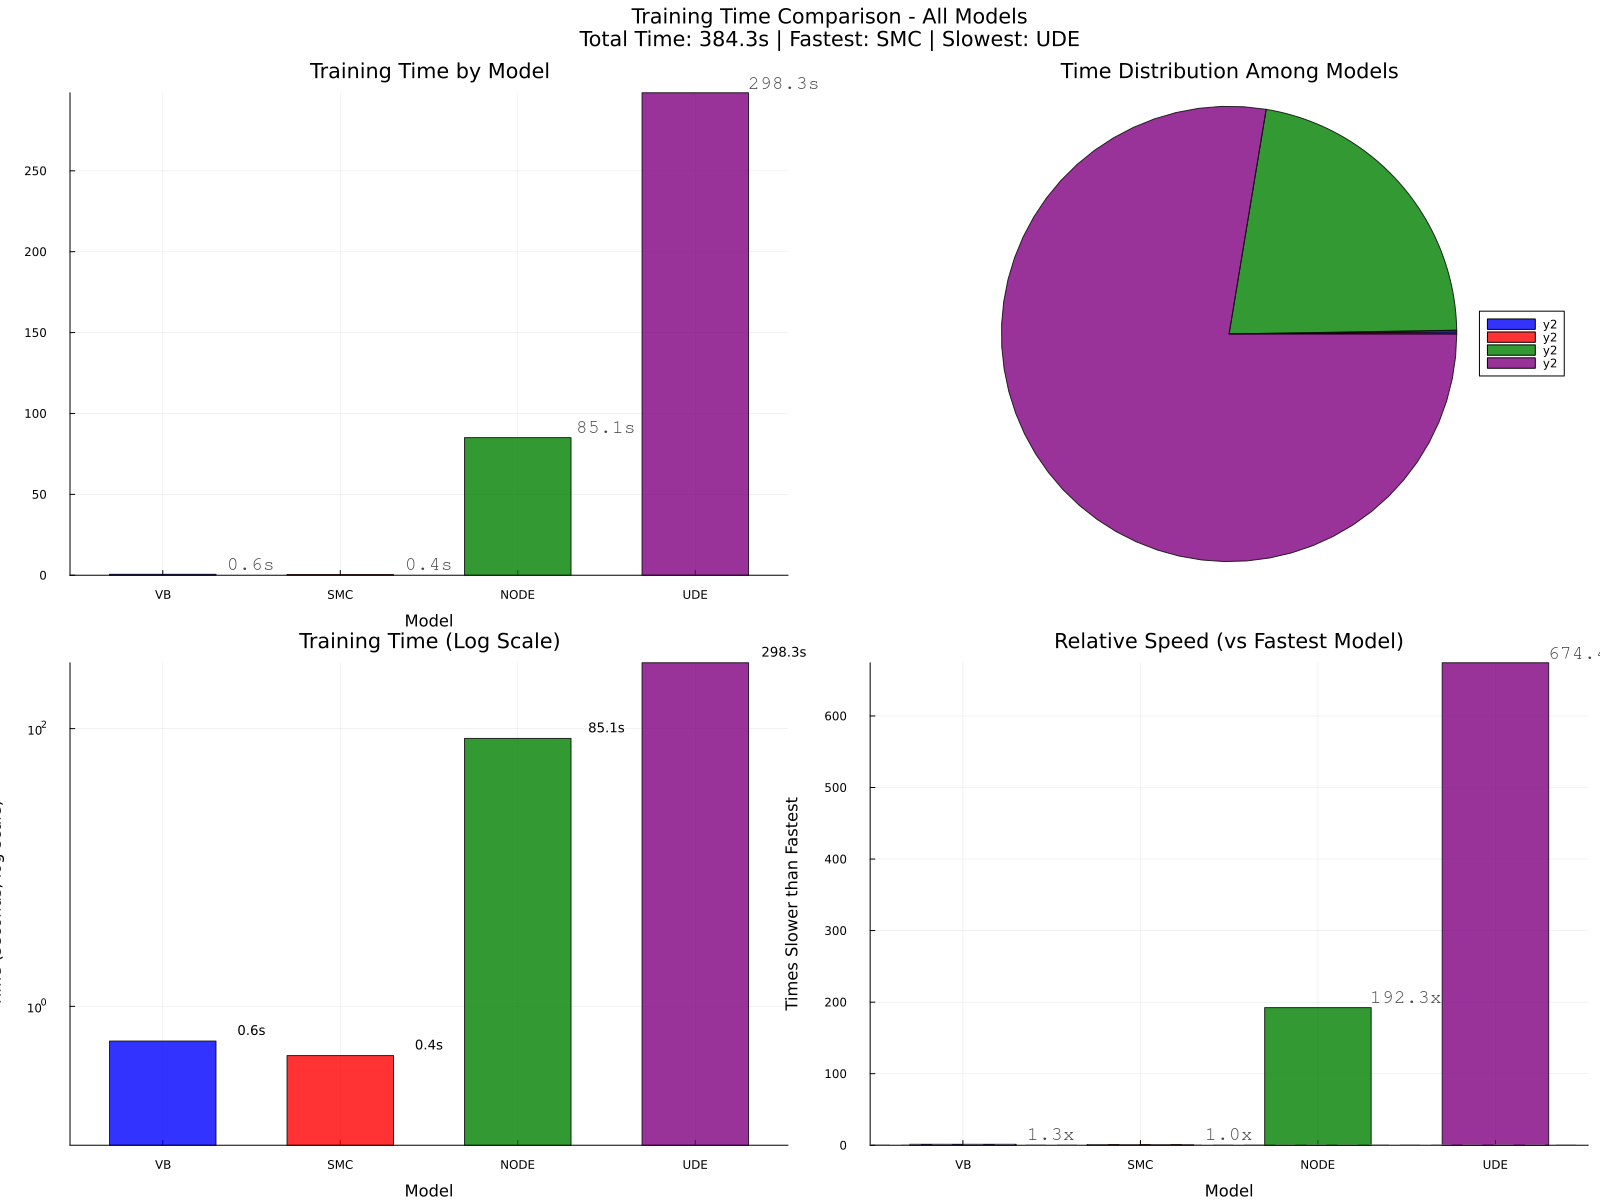 Training Time Comparison - All Models
Total Time: 384.3s | Fastest: SMC | Slowest: UDE
Training Time by Model
298.3s
250
200
150
100
50
0
85.1s
0.6s
0.4s
VB SMC NODE UDE
Model
Time Distribution Among Models
y2
y2
y2
y2
Training Time (Log Scale)
298.3s
10²
85.1s
10⁰
0.6s
0.4s
VB SMC NODE UDE
Model
Relative Speed (vs Fastest Model)
674.4
Times Slower than Fastest
600
500
400
300
200
100
0
192.3x
1.3x
1.0x
VB SMC NODE UDE
Model